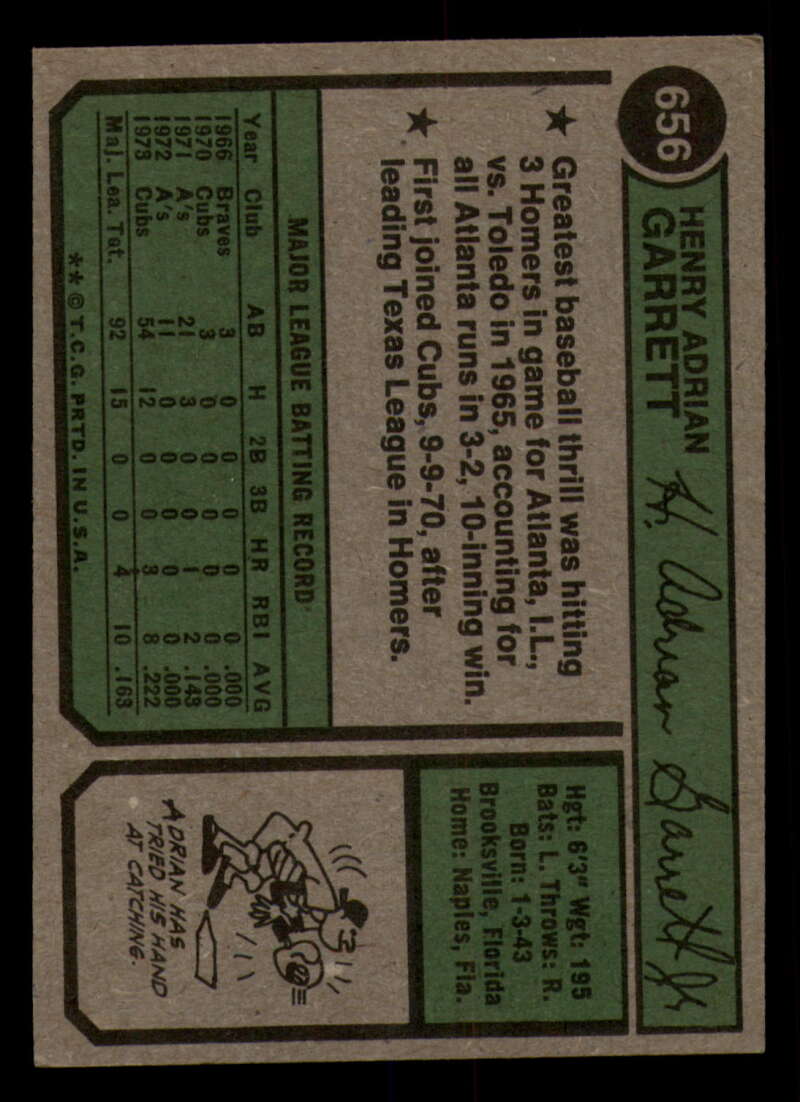 656
HENRY ADRIAN
GARRETT
H. Adrian Garrett Jr
★ Greatest baseball thrill was hitting
3 Homers in game for Atlanta, I.L.,
vs. Toledo in 1965, accounting for
all Atlanta runs in 3-2, 10-inning win.
★ First joined Cubs, 9-9-70, after
leading Texas League in Homers.
Hgt: 6'3" Wgt: 195
Bats: L. Throws: R.
Born: 1-3-43
Brooksville, Florida
Home: Naples, Fla.
MAJOR LEAGUE BATTING RECORD
Year Club AB H 2B 3B HR RBI AVG
1966 Braves 3 0 0 0 0 0 .000
1970 Cubs 3 0 0 0 0 0 .000
1971 A's 21 3 0 0 1 2 .143
1972 A's 11 0 0 0 0 0 .000
1973 Cubs 54 12 0 0 3 8 .222
Maj. Lea. Tot. 92 15 0 0 4 10 .163
**© T.C.G. PRTD. IN U.S.A.
ADRIAN HAS
TRIED HIS HAND
AT CATCHING.